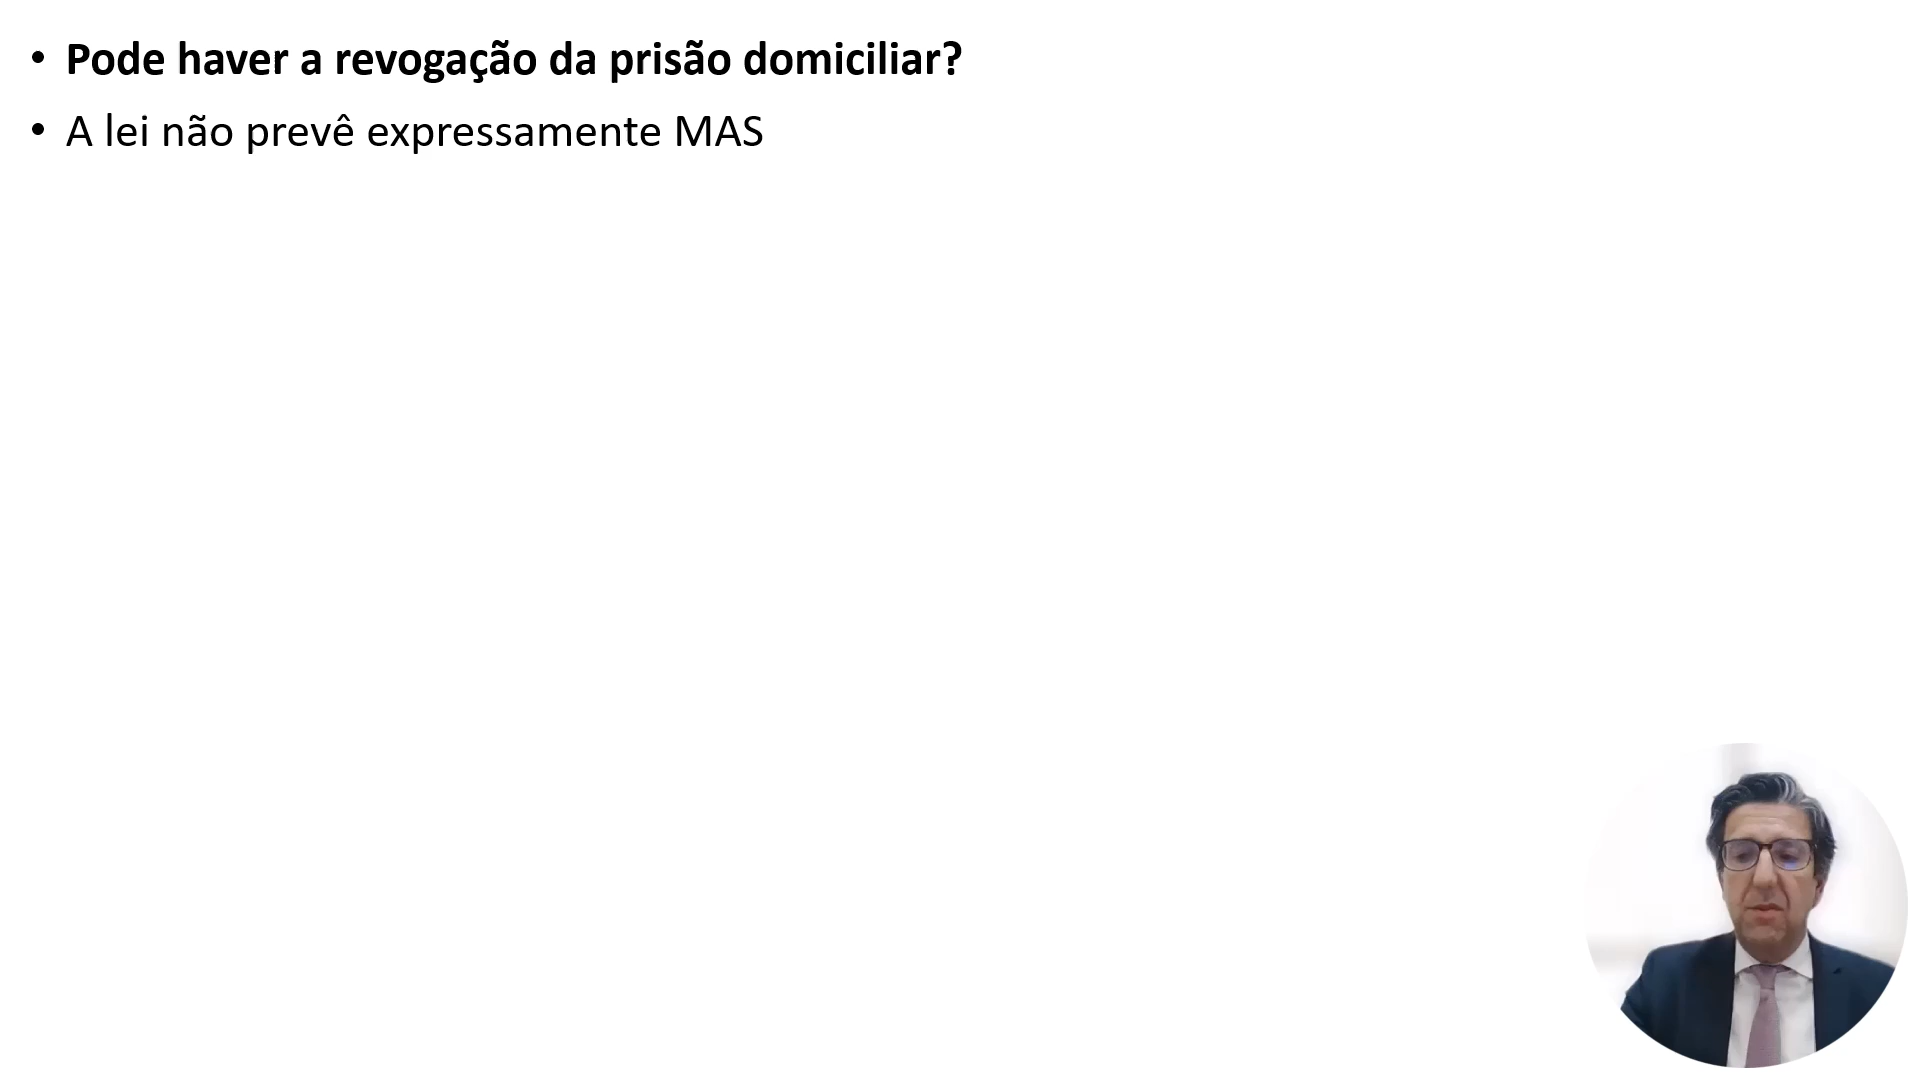 • Pode haver a revogação da prisão domiciliar?
• A lei não prevê expressamente MAS